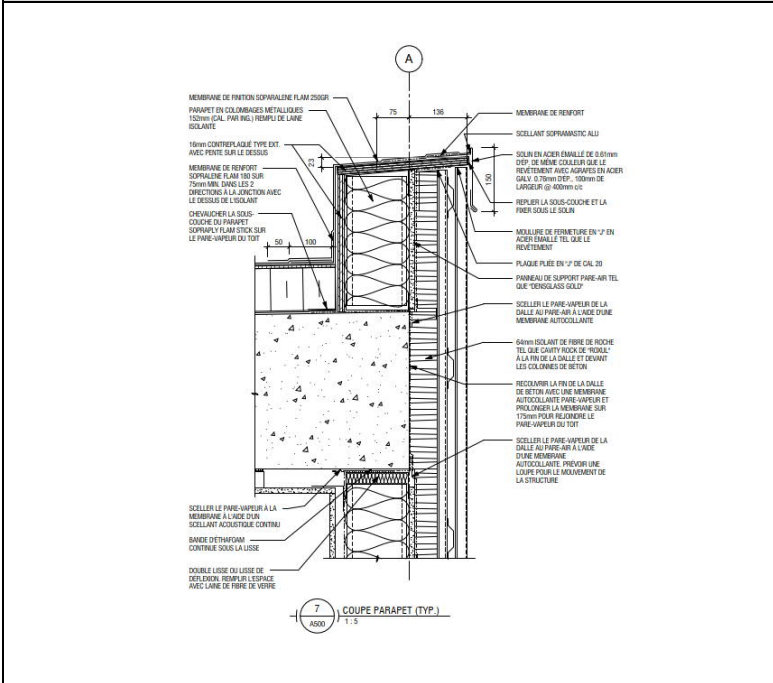 A
MEMBRANE DE FINITION SOPARALENE FLAM 250GR
PARAPET EN COLOMBAGES MÉTALLIQUES
152mm (CAL. PAR ING.) REMPLI DE LAINE
ISOLANTE
16mm CONTREPLAQUÉ TYPE EXT.
AVEC PENTE SUR LE DESSUS
MEMBRANE DE RENFORT
SOPRALENE FLAM 180 SUR
75mm MIN. DANS LES 2
DIRECTIONS À LA JONCTION AVEC
LE DESSUS DE L'ISOLANT
CHEVAUCHER LA SOUS-
COUCHE DU PARAPET
SOPRAPLY FLAM STICK SUR
LE PARE-VAPEUR DU TOIT
50
100
23
75
136
150
MEMBRANE DE RENFORT
SCELLANT SOPRAMASTIC ALU
SOLIN EN ACIER ÉMAILLÉ DE 0.61mm
D'ÉP. DE MÊME COULEUR QUE LE
REVÊTEMENT AVEC AGRAFES EN ACIER
GALV. 0.76mm D'ÉP., 100mm DE
LARGEUR @ 400mm c/c
REPLIER LA SOUS-COUCHE ET LA
FIXER SOUS LE SOLIN
MOULURE DE FERMETURE EN "J" EN
ACIER EMAILLÉ TEL QUE LE
REVÊTEMENT
PLAQUE PLIÉE EN "J" DE CAL 20
PANNEAU DE SUPPORT PARE-AIR TEL
QUE "DENSGLASS GOLD"
SCELLER LE PARE-VAPEUR DE LA
DALLE AU PARE-AIR À L'AIDE D'UNE
MEMBRANE AUTOCOLLANTE
64mm ISOLANT DE FIBRE DE ROCHE
TEL QUE CAVITY ROCK DE "ROXUL"
À LA FIN DE LA DALLE ET DEVANT
LES COLONNES DE BÉTON
RECOUVRIR LA FIN DE LA DALLE
DE BÉTON AVEC UNE MEMBRANE
AUTOCOLLANTE PARE-VAPEUR ET
PROLONGER LA MEMBRANE SUR
175mm POUR REJOINDRE LE
PARE-VAPEUR DU TOIT
SCELLER LE PARE-VAPEUR DE LA
DALLE AU PARE-AIR À L'AIDE
D'UNE MEMBRANE
AUTOCOLLANTE. PRÉVOIR UNE
LOUPE POUR LE MOUVEMENT DE
LA STRUCTURE
SCELLER LE PARE-VAPEUR À LA
MEMBRANE À L'AIDE D'UN
SCELLANT ACOUSTIQUE CONTINU
BANDE D'ÉTHAFOAM
CONTINUE SOUS LA LISSE
DOUBLE LISSE OU LISSE DE
DÉFLEXION. REMPLIR L'ESPACE
AVEC LAINE DE FIBRE DE VERRE
7
A500
COUPE PARAPET (TYP.)
1 : 5